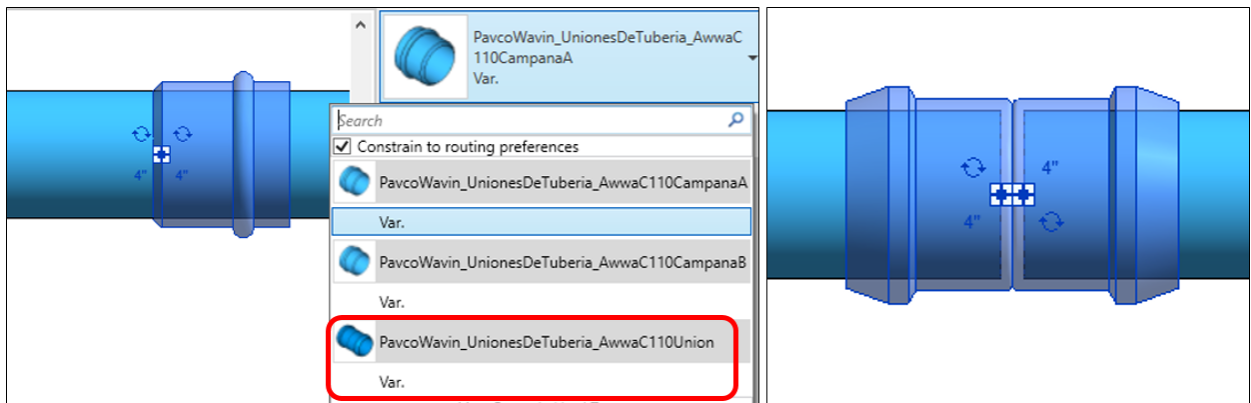 PavcoWavin_UnionesDeTuberia_AwwaC
110CampanaA
Var.
Search
Constrain to routing preferences
PavcoWavin_UnionesDeTuberia_AwwaC110CampanaA
Var.
PavcoWavin_UnionesDeTuberia_AwwaC110CampanaB
Var.
PavcoWavin_UnionesDeTuberia_AwwaC110Union
Var.
4" 4"
4"
4"